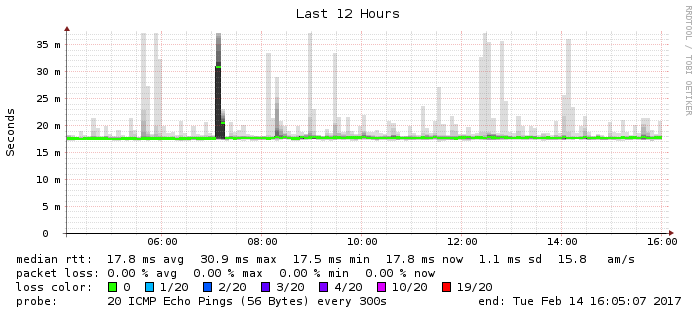 Last 12 Hours
RRDTOOL / TOBI OETIKER
Seconds
35 m
30 m
25 m
20 m
15 m
10 m
5 m
0
06:00 08:00 10:00 12:00 14:00 16:00
median rtt: 17.8 ms avg 30.9 ms max 17.5 ms min 17.8 ms now 1.1 ms sd 15.8 am/s
packet loss: 0.00 % avg 0.00 % max 0.00 % min 0.00 % now
loss color: 0 1/20 2/20 3/20 4/20 10/20 19/20
probe: 20 ICMP Echo Pings (56 Bytes) every 300s end: Tue Feb 14 16:05:07 2017